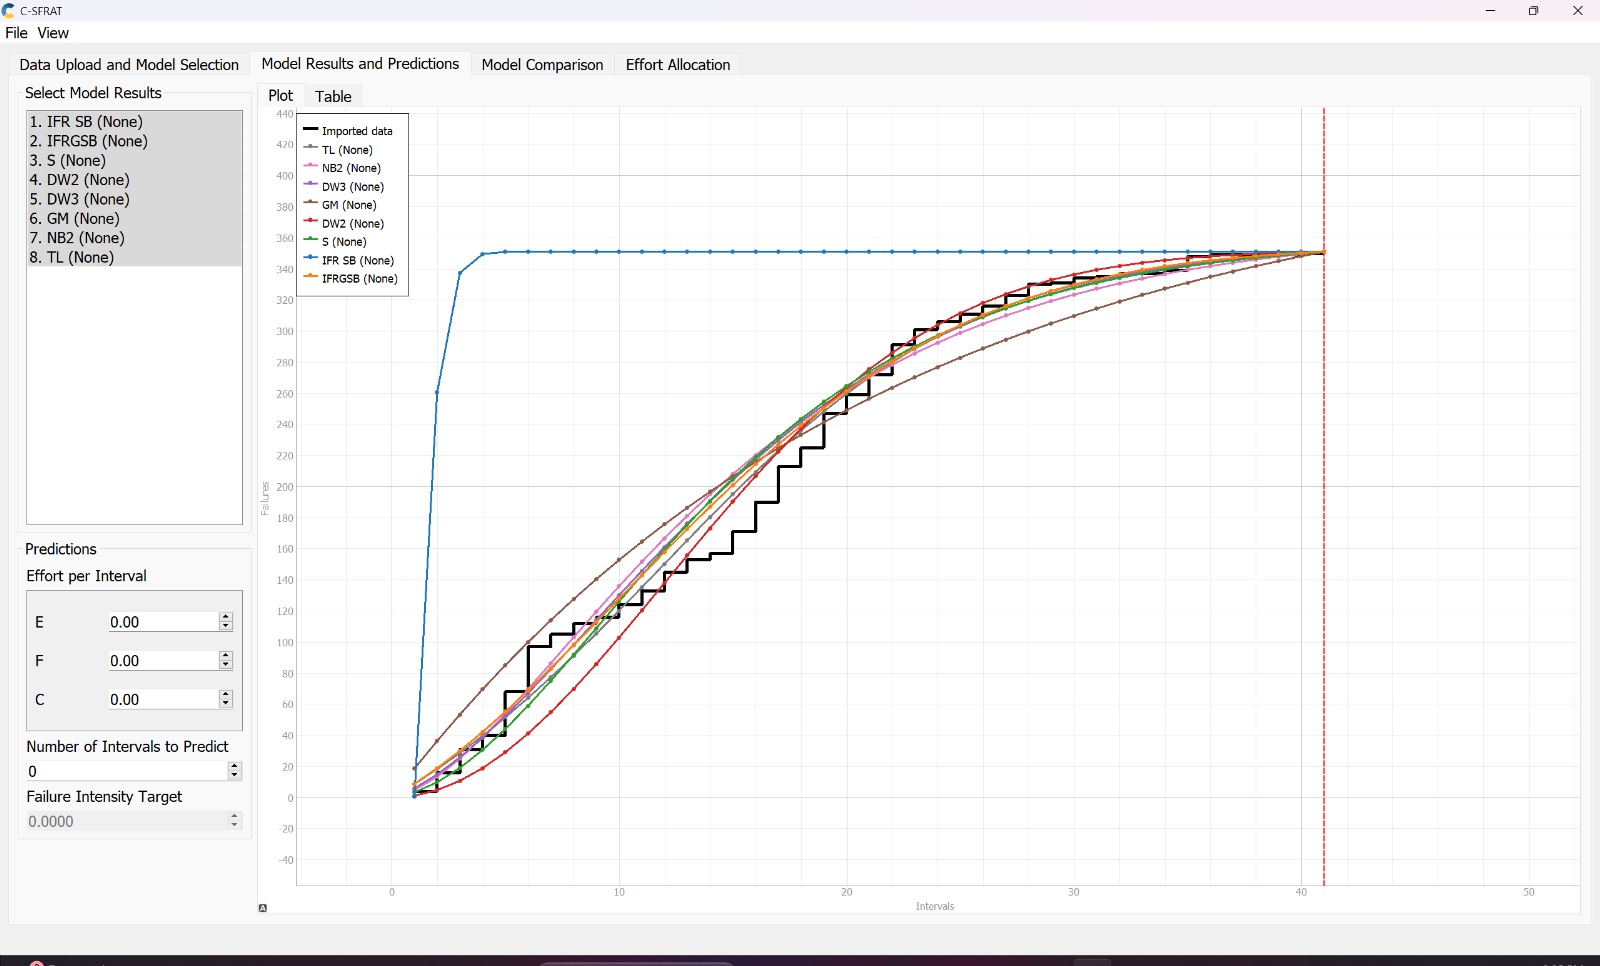 C-SFRAT
File View
Data Upload and Model Selection Model Results and Predictions Model Comparison Effort Allocation
Select Model Results
1. IFR SB (None)
2. IFRGSB (None)
3. S (None)
4. DW2 (None)
5. DW3 (None)
6. GM (None)
7. NB2 (None)
8. TL (None)
Predictions
Effort per Interval
E 0.00
F 0.00
C 0.00
Number of Intervals to Predict
0
Failure Intensity Target
0.0000
Plot Table
440
420
400
380
360
340
320
300
280
260
240
220
200
180
160
140
120
100
80
60
40
20
0
-20
-40
Failures
Imported data
TL (None)
NB2 (None)
DW3 (None)
GM (None)
DW2 (None)
S (None)
IFR SB (None)
IFRGSB (None)
0 10 20 30 40 50
Intervals
A